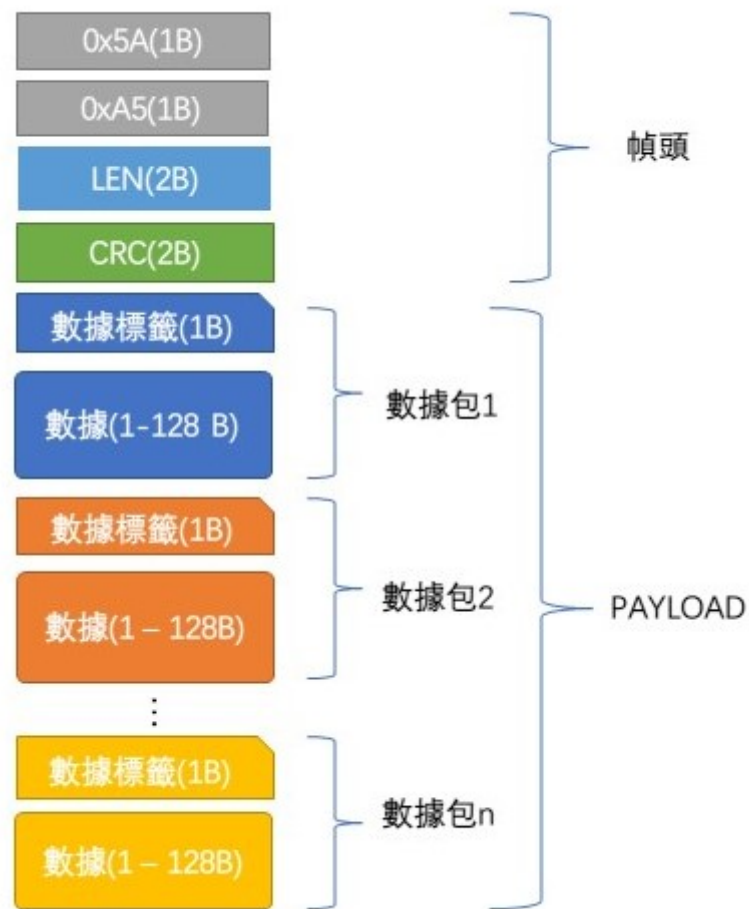 0x5A(1B)
0xA5(1B)
LEN(2B)
CRC(2B)
幀頭
數據標籤(1B)
數據(1-128 B)
數據包1
數據標籤(1B)
數據(1 – 128B)
數據包2
PAYLOAD
⋮
數據標籤(1B)
數據(1 – 128B)
數據包n